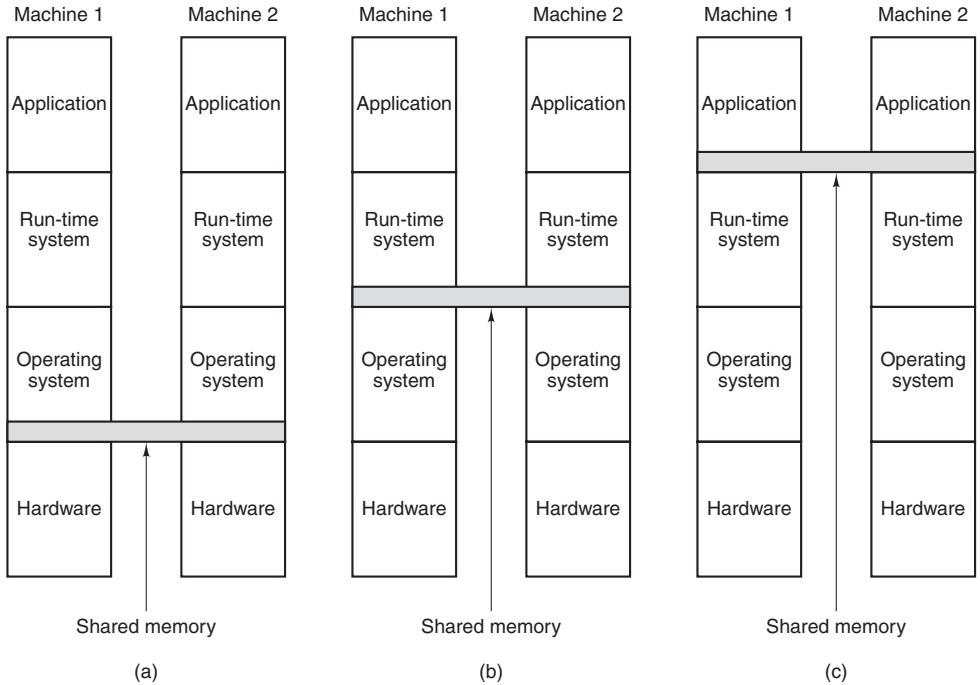 Machine 1
Machine 2
Application
Application
Run-time
system
Run-time
system
Operating
system
Operating
system
Hardware
Hardware
Shared memory
(a)
Machine 1
Machine 2
Application
Application
Run-time
system
Run-time
system
Operating
system
Operating
system
Hardware
Hardware
Shared memory
(b)
Machine 1
Machine 2
Application
Application
Run-time
system
Run-time
system
Operating
system
Operating
system
Hardware
Hardware
Shared memory
(c)